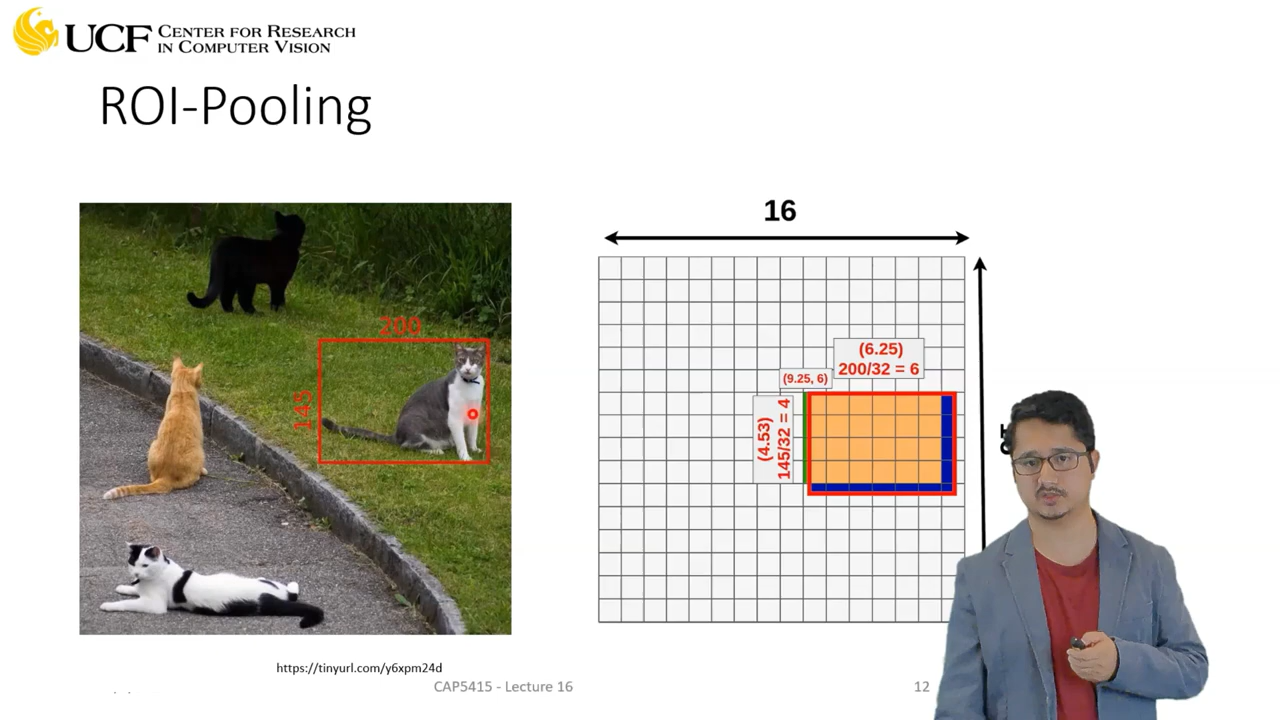 UCF CENTER FOR RESEARCH
IN COMPUTER VISION
ROI-Pooling
200
145
16
(6.25)
200/32 = 6
(9.25, 6)
(4.53)
145/32 = 4
https://tinyurl.com/y6xpm24d
CAP5415 - Lecture 16
12